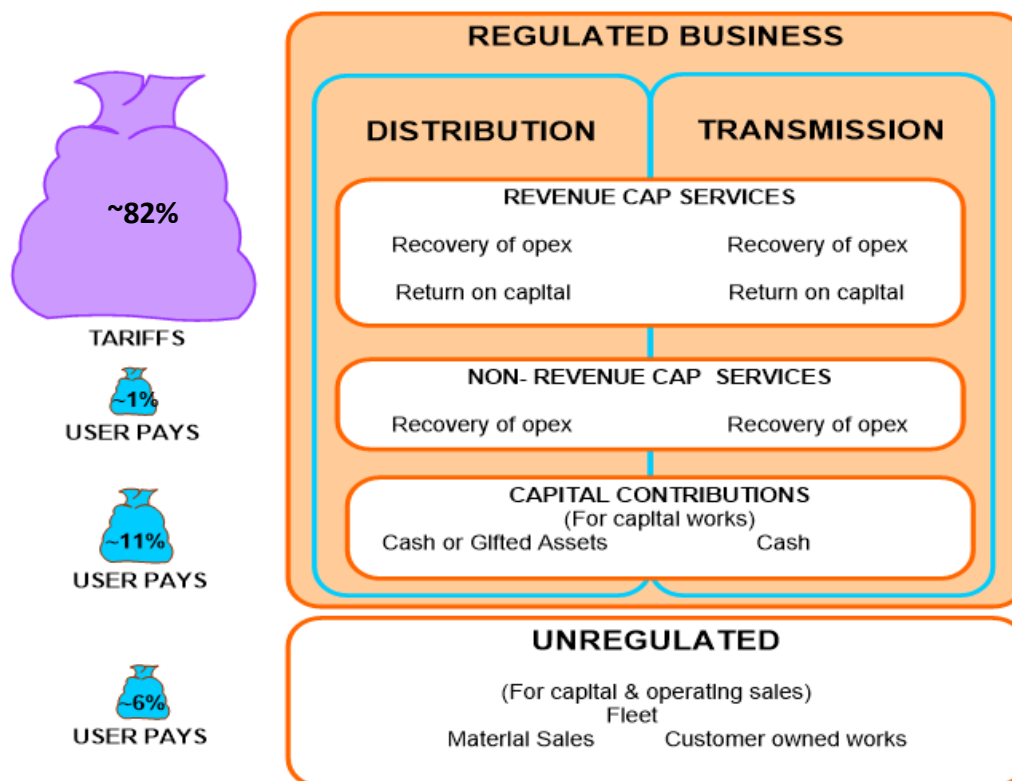 REGULATED BUSINESS
DISTRIBUTION
TRANSMISSION
~82%
TARIFFS
REVENUE CAP SERVICES
Recovery of opex
Recovery of opex
Return on capital
Return on capital
~1%
USER PAYS
NON- REVENUE CAP SERVICES
Recovery of opex
Recovery of opex
~11%
USER PAYS
CAPITAL CONTRIBUTIONS
(For capital works)
Cash or Gifted Assets
Cash
~6%
USER PAYS
UNREGULATED
(For capital & operating sales)
Fleet
Material Sales
Customer owned works